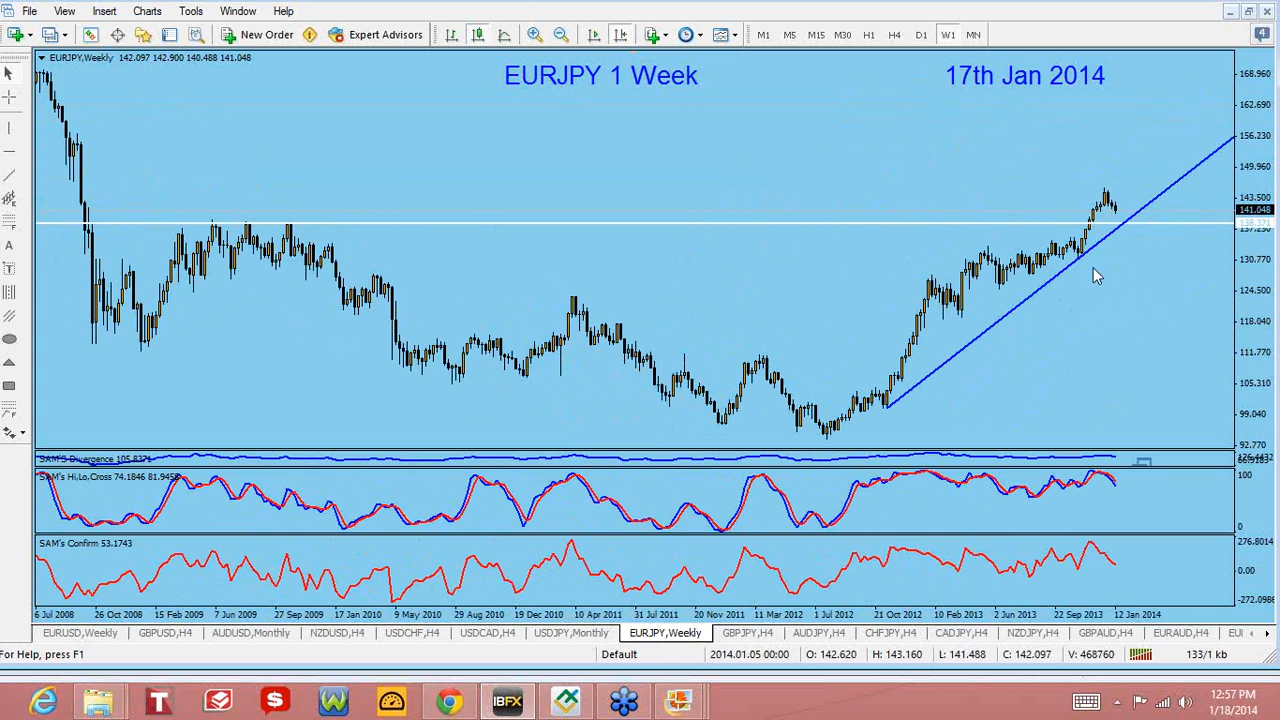 File View Insert Charts Tools Window Help
New Order Expert Advisors M1 M5 M15 M30 H1 H4 D1 W1 MN 4
EURJPY,Weekly 142.097 142.900 140.488 141.048
EURJPY 1 Week
17th Jan 2014
168.960
162.690
156.230
149.960
143.500
141.048
138.371
137.230
130.770
124.500
118.040
111.770
105.310
99.040
92.770
SAM'S Divergence 105.8371
SAM's Hi,Lo,Cross 74.1846 81.9456
100
0
SAM's Confirm 53.1743
276.8014
0.00
-272.0986
6 Jul 2008 26 Oct 2008 15 Feb 2009 7 Jun 2009 27 Sep 2009 17 Jan 2010 9 May 2010 29 Aug 2010 19 Dec 2010 10 Apr 2011 31 Jul 2011 20 Nov 2011 11 Mar 2012 1 Jul 2012 21 Oct 2012 10 Feb 2013 2 Jun 2013 22 Sep 2013 12 Jan 2014
EURUSD,Weekly GBPUSD,H4 AUDUSD,Monthly NZDUSD,H4 USDCHF,H4 USDCAD,H4 USDJPY,Monthly EURJPY,Weekly GBPJPY,H4 AUDJPY,H4 CHFJPY,H4 CADJPY,H4 NZDJPY,H4 GBPAUD,H4 EURAUD,H4 EU
For Help, press F1 Default 2014.01.05 00:00 O: 142.620 H: 143.160 L: 141.488 C: 142.097 V: 468760 133/1 kb
T S W IBFX
12:57 PM
1/18/2014